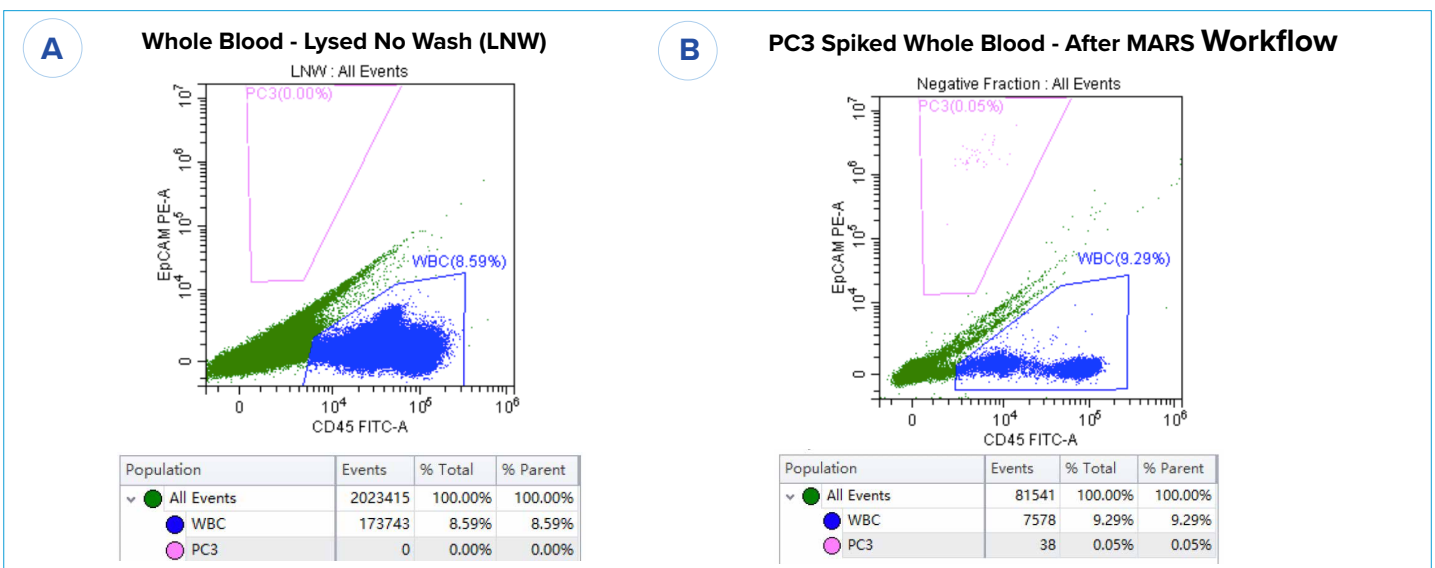 A
Whole Blood - Lysed No Wash (LNW)
LNW : All Events
PC3(0.00%)
WBC(8.59%)
EpCAM PE-A
10^7
10^6
10^5
10^4
0
0 10^4 10^5 10^6
CD45 FITC-A
Population Events % Total % Parent
All Events 2023415 100.00% 100.00%
WBC 173743 8.59% 8.59%
PC3 0 0.00% 0.00%
B
PC3 Spiked Whole Blood - After MARS Workflow
Negative Fraction : All Events
PC3(0.05%)
WBC(9.29%)
EpCAM PE-A
10^7
10^6
10^5
10^4
0
0 10^4 10^5 10^6
CD45 FITC-A
Population Events % Total % Parent
All Events 81541 100.00% 100.00%
WBC 7578 9.29% 9.29%
PC3 38 0.05% 0.05%